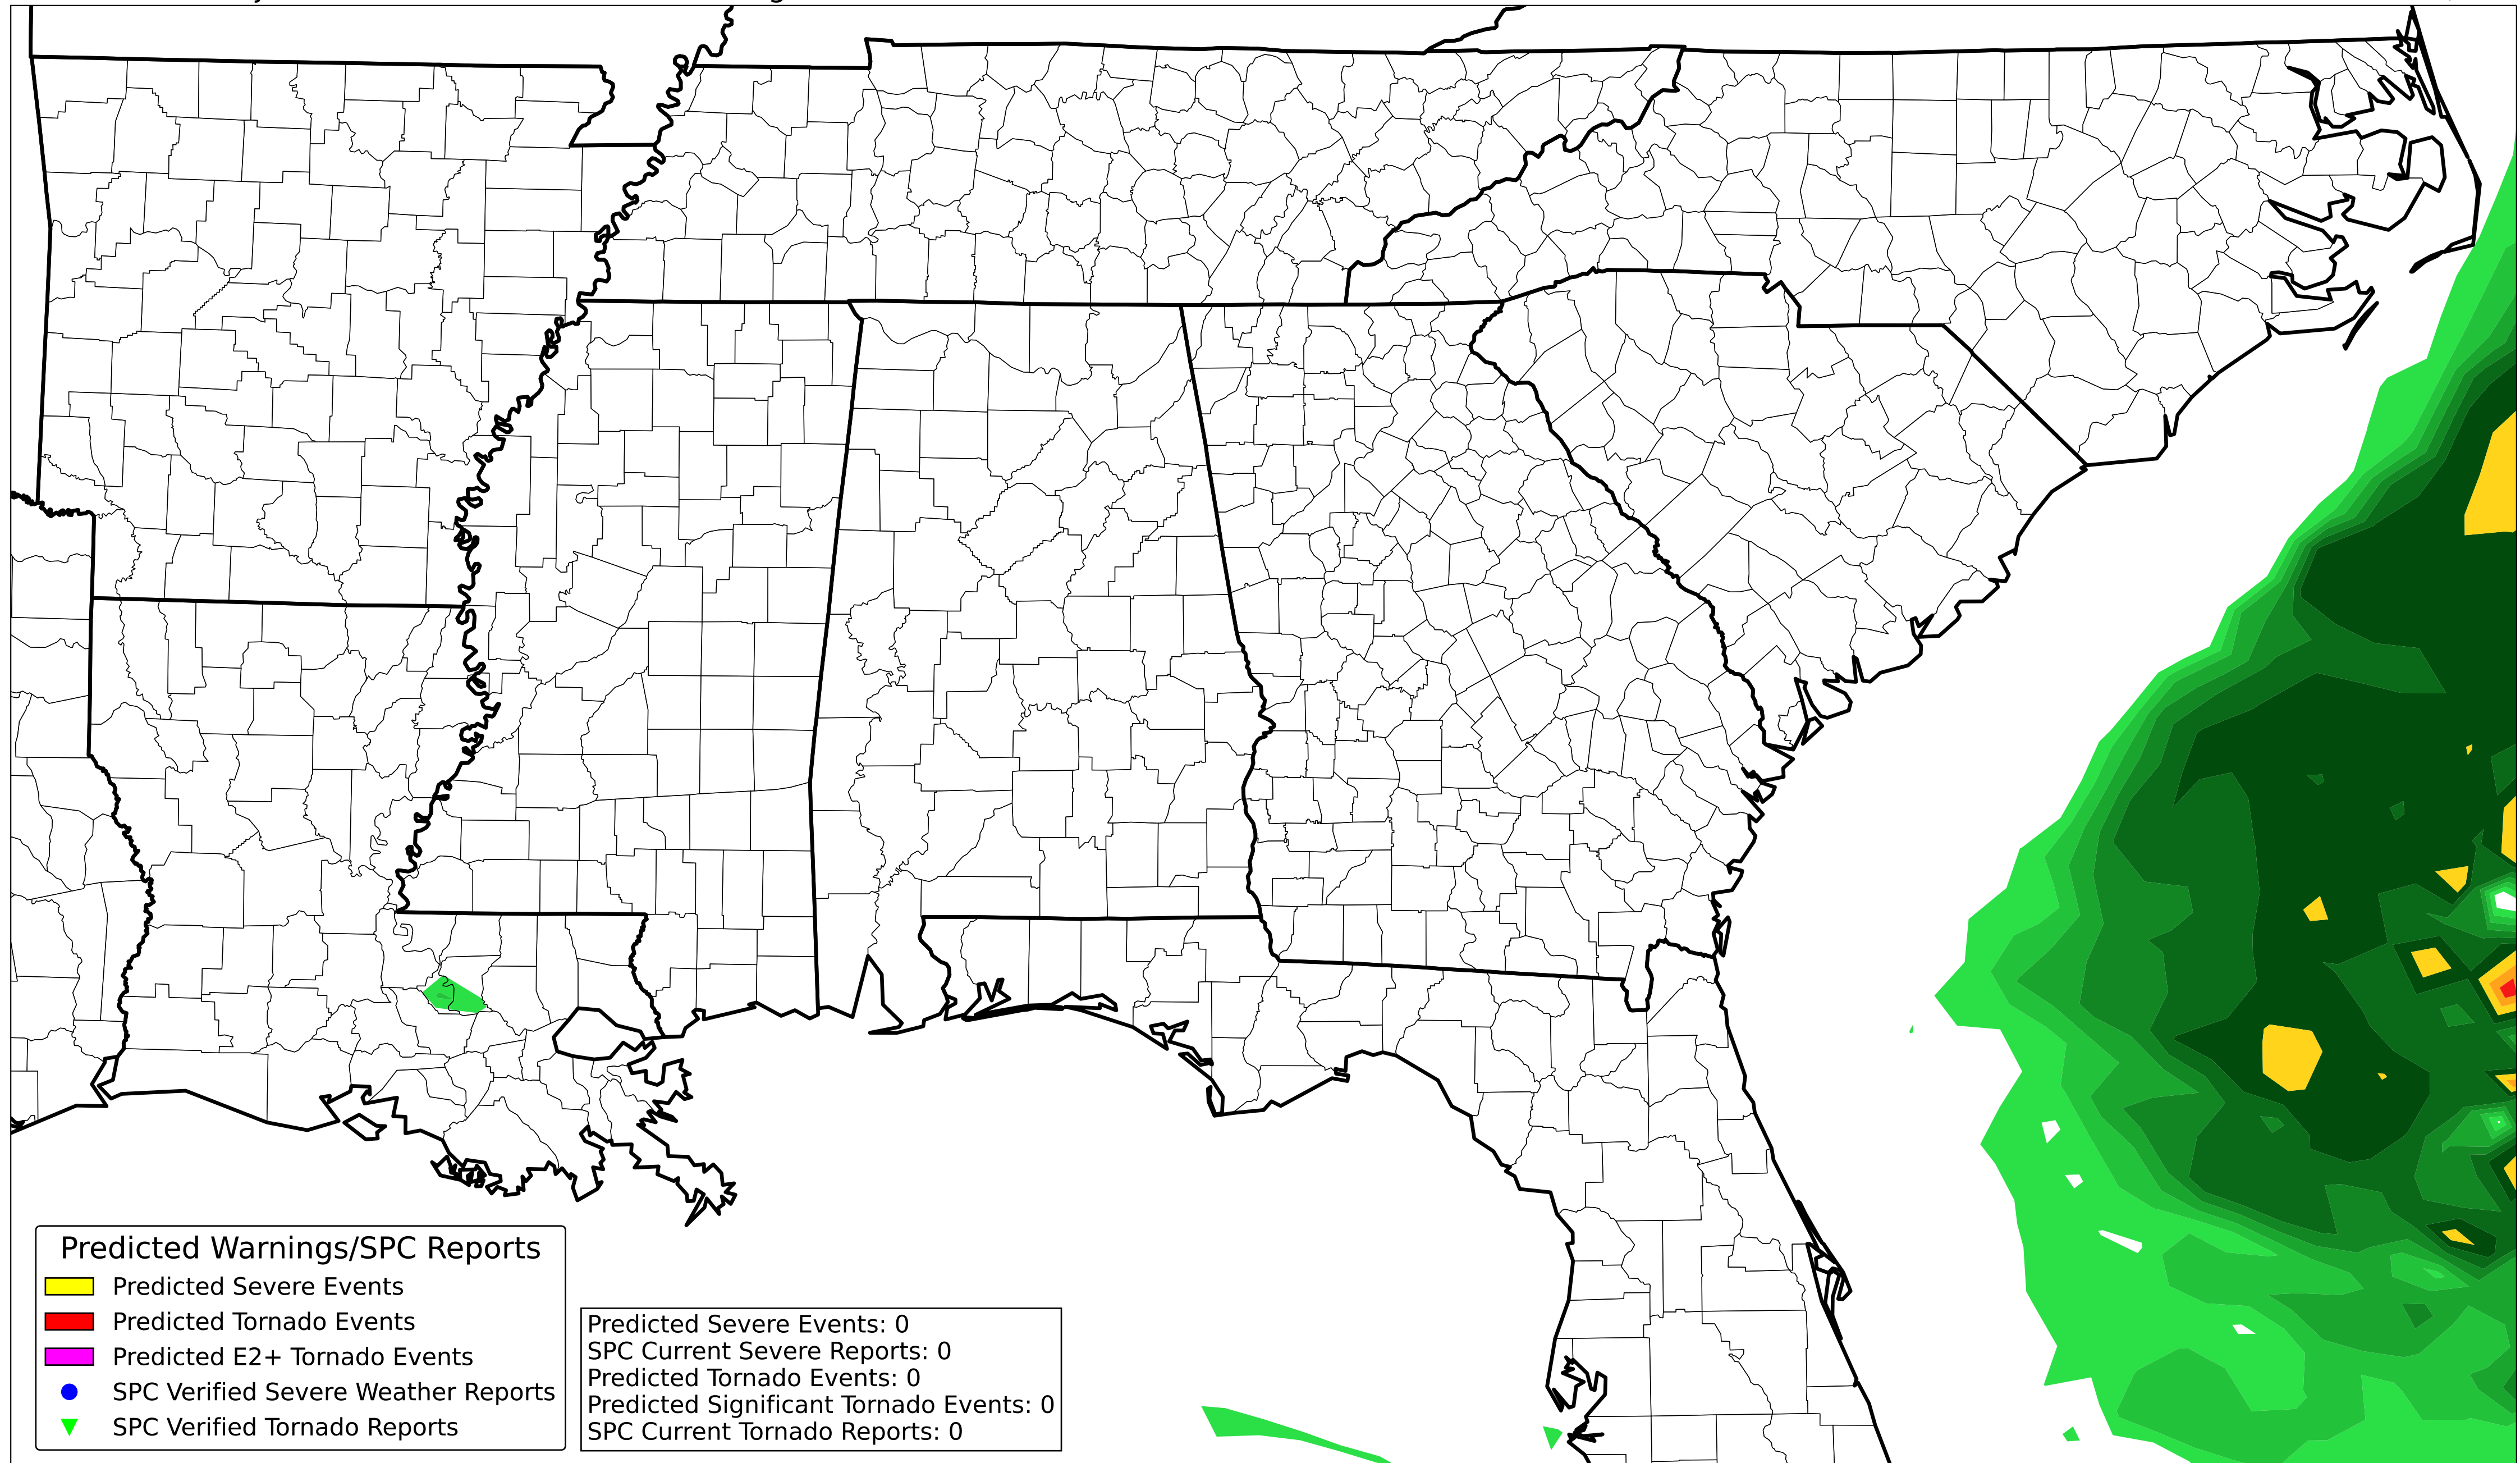 Predicted Warnings/SPC Reports
Predicted Severe Events
Predicted Tornado Events
Predicted E2+ Tornado Events
SPC Verified Severe Weather Reports
SPC Verified Tornado Reports
Predicted Severe Events: 0
SPC Current Severe Reports: 0
Predicted Tornado Events: 0
Predicted Significant Tornado Events: 0
SPC Current Tornado Reports: 0